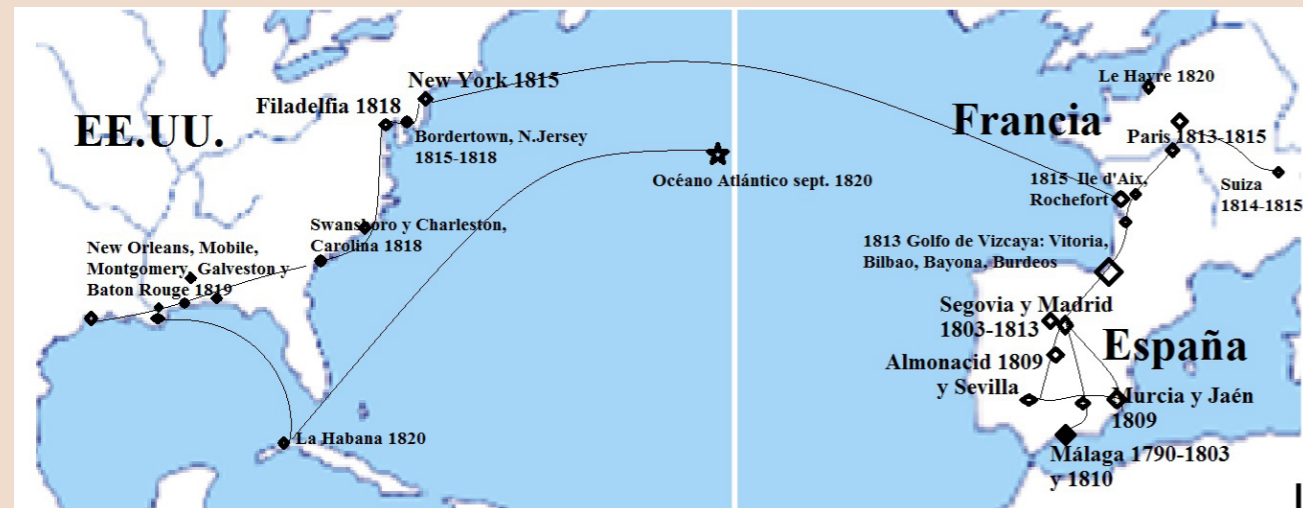 EE.UU.
New York 1815
Filadelfia 1818
Bordertown, N.Jersey
1815-1818
Swansboro y Charleston,
Carolina 1818
New Orleans, Mobile,
Montgomery, Galveston y
Baton Rouge 1819
La Habana 1820
Océano Atlántico sept. 1820
Le Havre 1820
Francia
Paris 1813-1815
1815 Ile d'Aix,
Rochefort
Suiza
1814-1815
1813 Golfo de Vizcaya: Vitoria,
Bilbao, Bayona, Burdeos
Segovia y Madrid
1803-1813
España
Almonacid 1809
y Sevilla
Murcia y Jaén
1809
Málaga 1790-1803
y 1810